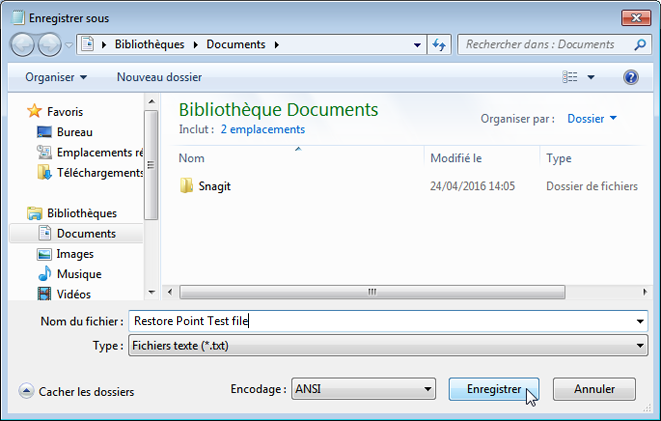 Enregistrer sous
Bibliothèques Documents
Rechercher dans : Documents
Organiser Nouveau dossier
Favoris
Bureau
Emplacements ré
Téléchargements
Bibliothèques
Documents
Images
Musique
Vidéos
Bibliothèque Documents
Inclut : 2 emplacements
Organiser par : Dossier
Nom Modifié le Type
Snagit 24/04/2016 14:05 Dossier de fichiers
Nom du fichier : Restore Point Test file
Type : Fichiers texte (*.txt)
Cacher les dossiers Encodage : ANSI Enregistrer Annuler